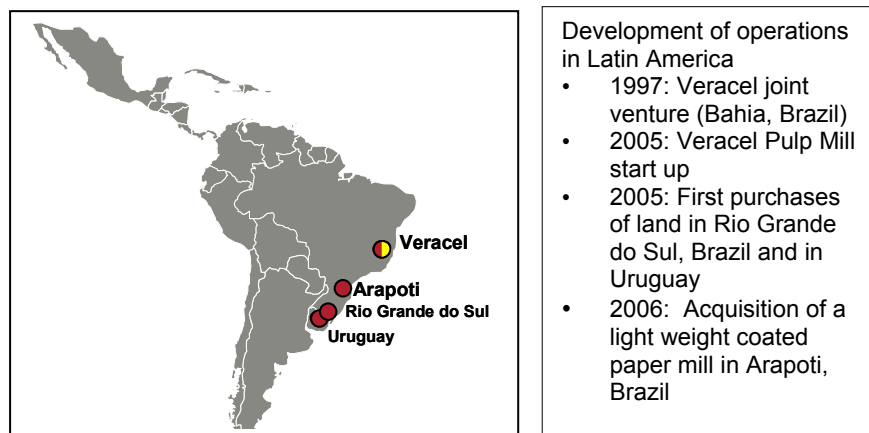 Veracel
Arapoti
Rio Grande do Sul
Uruguay
Development of operations
in Latin America
• 1997: Veracel joint
venture (Bahia, Brazil)
• 2005: Veracel Pulp Mill
start up
• 2005: First purchases
of land in Rio Grande
do Sul, Brazil and in
Uruguay
• 2006: Acquisition of a
light weight coated
paper mill in Arapoti,
Brazil